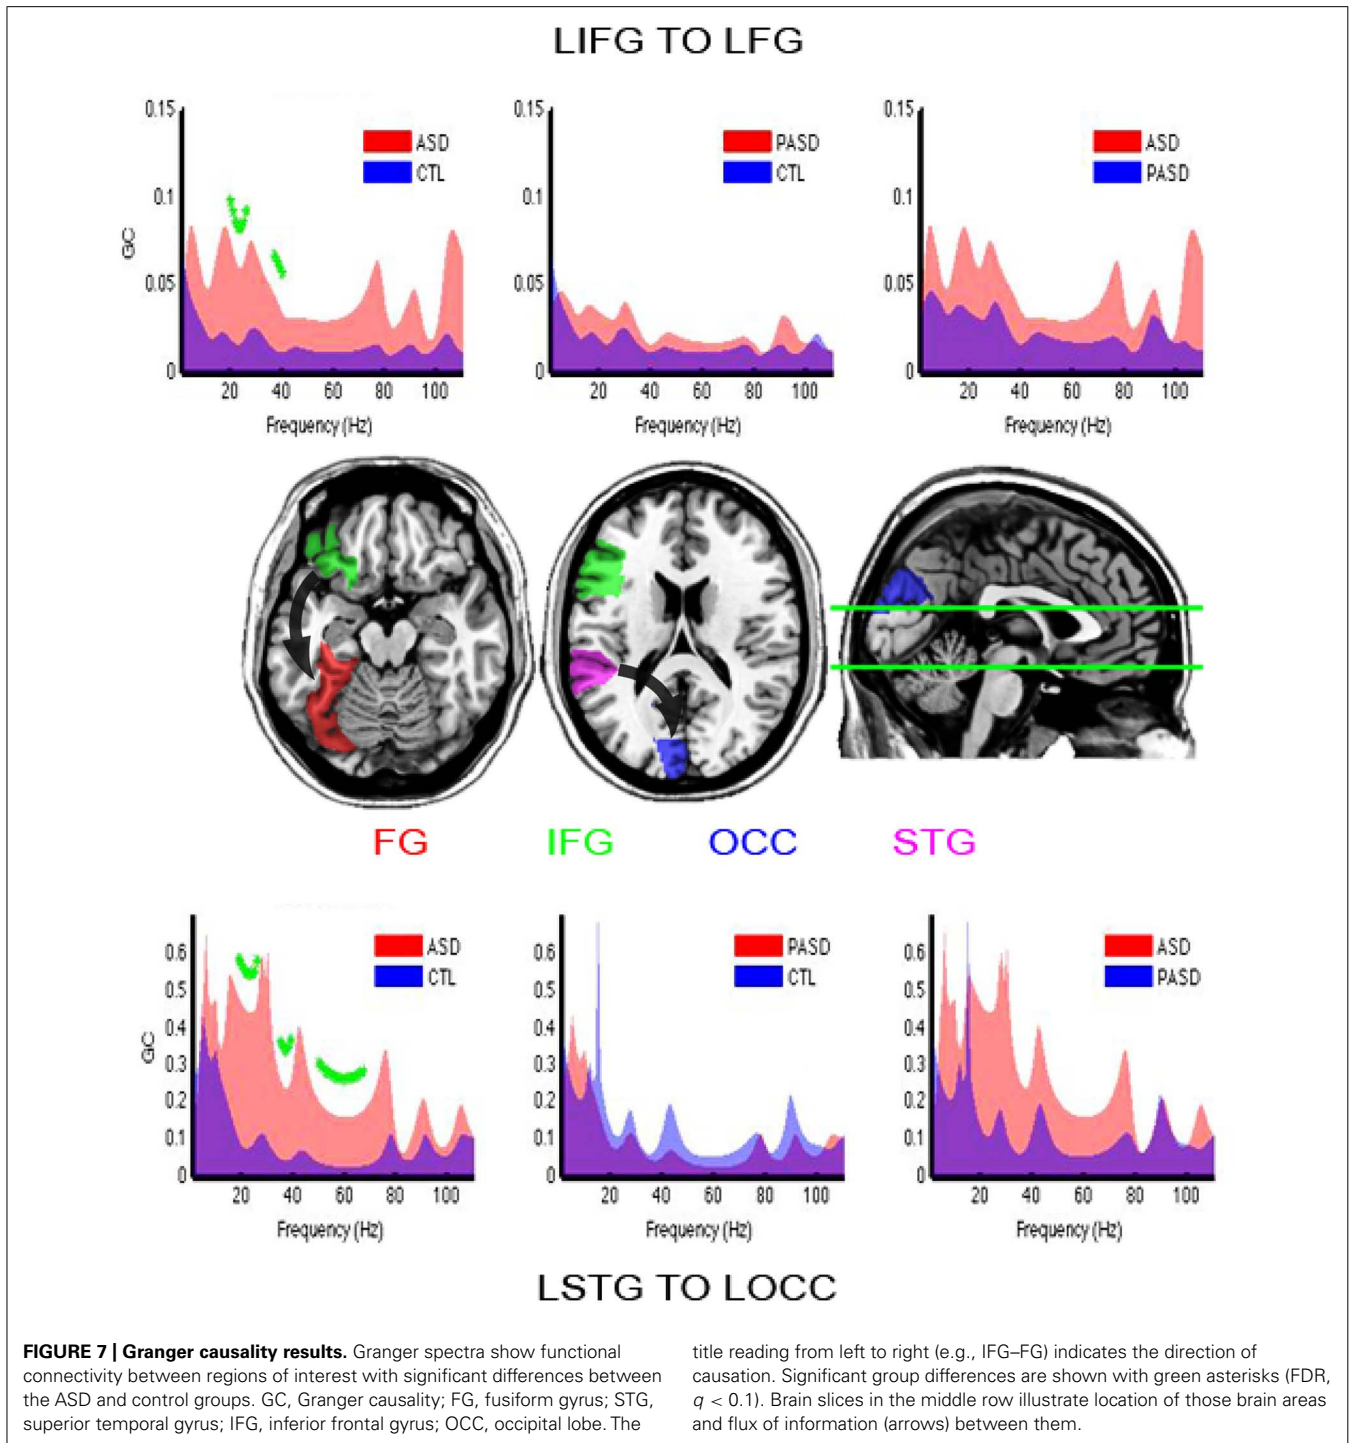 LIFG TO LFG
0.15
0.1
0.05
0
GC
ASD
CTL
20 40 60 80 100
Frequency (Hz)
0.15
0.1
0.05
0
PASD
CTL
20 40 60 80 100
Frequency (Hz)
0.15
0.1
0.05
0
ASD
PASD
20 40 60 80 100
Frequency (Hz)
FG IFG OCC STG
0.6
0.5
0.4
0.3
0.2
0.1
0
GC
ASD
CTL
20 40 60 80 100
Frequency (Hz)
0.6
0.5
0.4
0.3
0.2
0.1
0
PASD
CTL
20 40 60 80 100
Frequency (Hz)
0.6
0.5
0.4
0.3
0.2
0.1
0
ASD
PASD
20 40 60 80 100
Frequency (Hz)
LSTG TO LOCC
FIGURE 7 | Granger causality results. Granger spectra show functional
connectivity between regions of interest with significant differences between
the ASD and control groups. GC, Granger causality; FG, fusiform gyrus; STG,
superior temporal gyrus; IFG, inferior frontal gyrus; OCC, occipital lobe. The
title reading from left to right (e.g., IFG–FG) indicates the direction of
causation. Significant group differences are shown with green asterisks (FDR,
q < 0.1). Brain slices in the middle row illustrate location of those brain areas
and flux of information (arrows) between them.